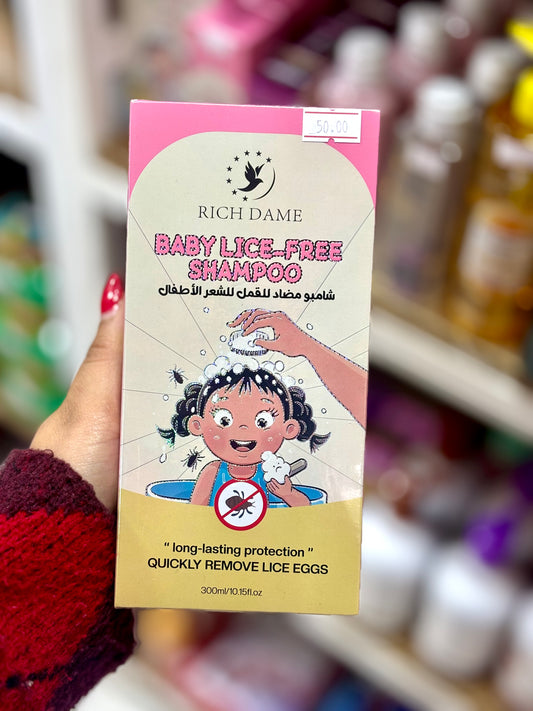 50.00
RICH DAME
BABY LICE-FREE
SHAMPOO
شامبو مضاد للقمل للشعر الأطفال
" long-lasting protection "
QUICKLY REMOVE LICE EGGS
300ml/10.15fl.oz